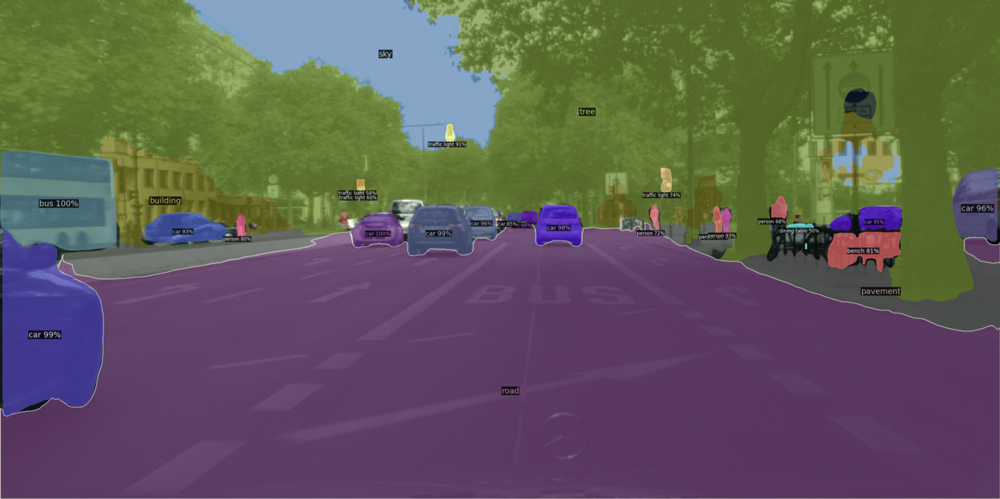 sky
tree
traffic light 91%
traffic light 58%
traffic light 60%
traffic light 74%
building
bus 100%
car 93%
person 80%
car 100%
car 99%
car 96%
car 65%
66%
car 98%
person 72%
person 93%
person 68%
dining table 50%
car 95%
bench 81%
car 96%
pavement
BUS
car 99%
road